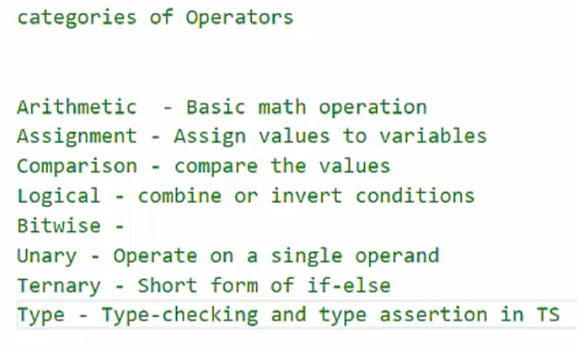 categories of Operators
Arithmetic  - Basic math operation
Assignment - Assign values to variables
Comparison - compare the values
Logical - combine or invert conditions
Bitwise -
Unary - Operate on a single operand
Ternary - Short form of if-else
Type - Type-checking and type assertion in TS